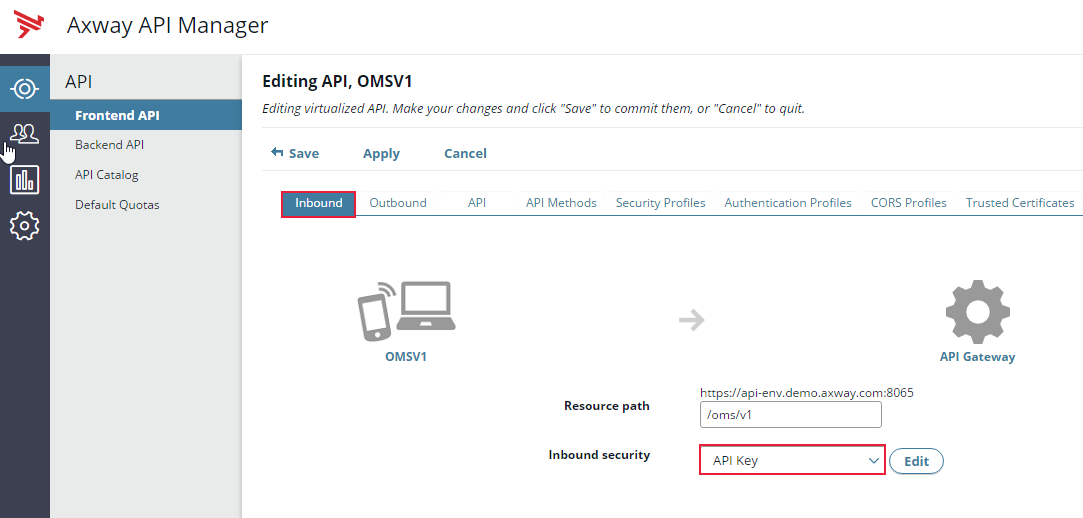 Axway API Manager
API
Frontend API
Backend API
API Catalog
Default Quotas
Editing API, OMSV1
Editing virtualized API. Make your changes and click "Save" to commit them, or "Cancel" to quit.
Save Apply Cancel
Inbound Outbound API API Methods Security Profiles Authentication Profiles CORS Profiles Trusted Certificates
OMSV1 API Gateway
https://api-env.demo.axway.com:8065
Resource path /oms/v1
Inbound security API Key Edit